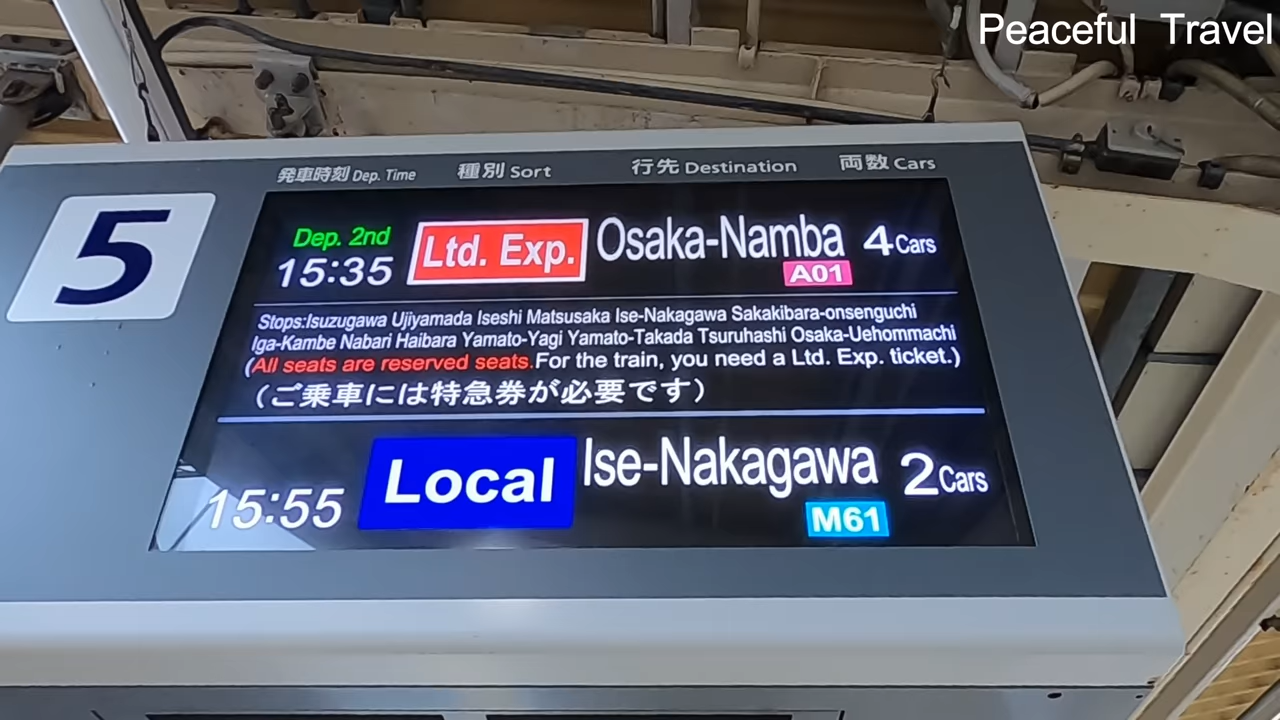 Peaceful Travel
5
発車時刻 Dep. Time 種別 Sort 行先 Destination 両数 Cars
Dep. 2nd
15:35 Ltd. Exp. Osaka-Namba 4 Cars
A01
Stops:Isuzugawa Ujiyamada Iseshi Matsusaka Ise-Nakagawa Sakakibara-onsenguchi
Iga-Kambe Nabari Haibara Yamato-Yagi Yamato-Takada Tsuruhashi Osaka-Uehommachi
(All seats are reserved seats.For the train, you need a Ltd. Exp. ticket.)
（ご乗車には特急券が必要です）
15:55 Local Ise-Nakagawa 2 Cars
M61